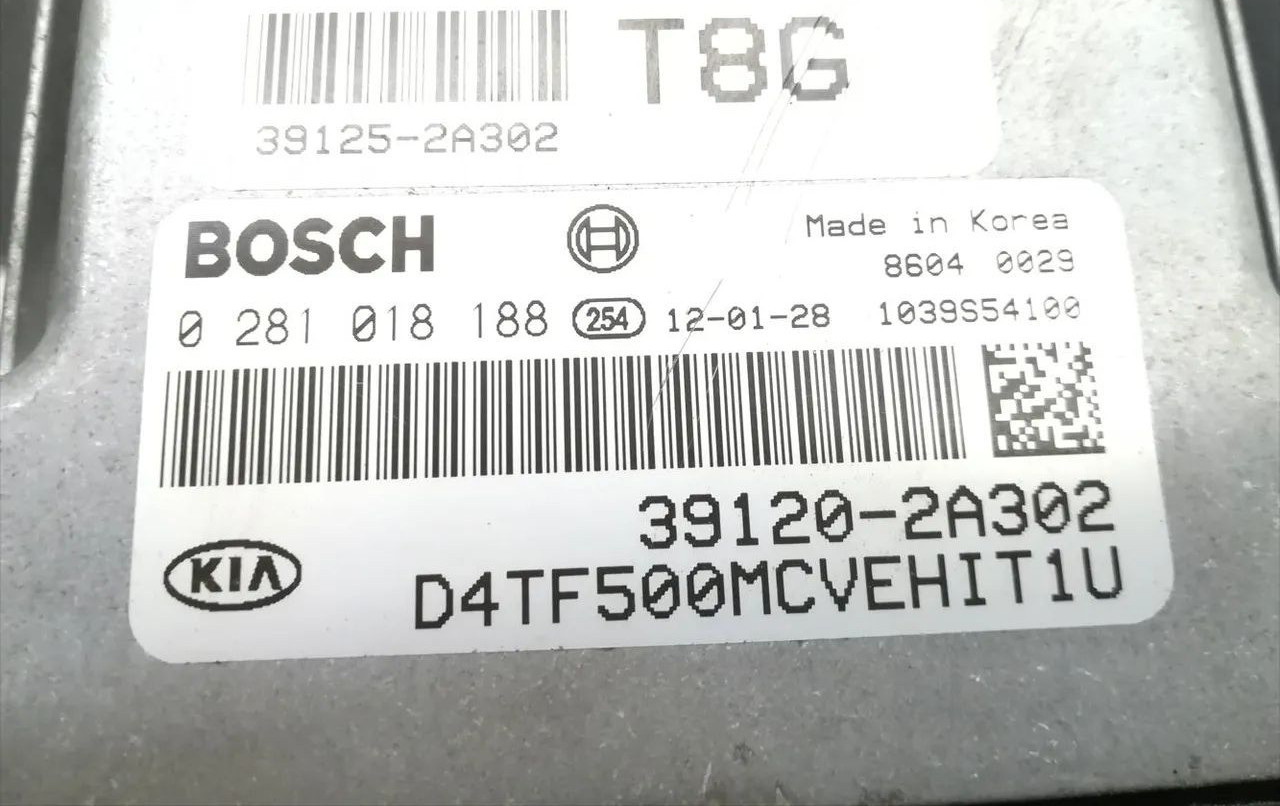 T8G
39125-2A302
BOSCH
Made in Korea
8604 0029
0 281 018 188 254 12-01-28 1039S54100
39120-2A302
KIA
D4TF500MCVEHIT1U